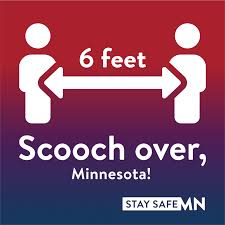 6 feet
Scooch over,
Minnesota!
STAY SAFE MN